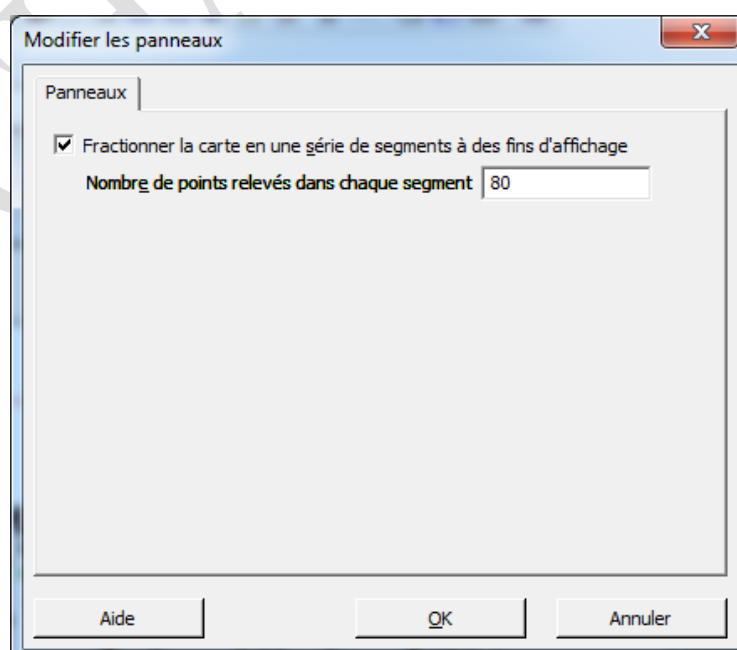 Modifier les panneaux
Panneaux
Fractionner la carte en une série de segments à des fins d'affichage
Nombre de points relevés dans chaque segment 80
Aide OK Annuler